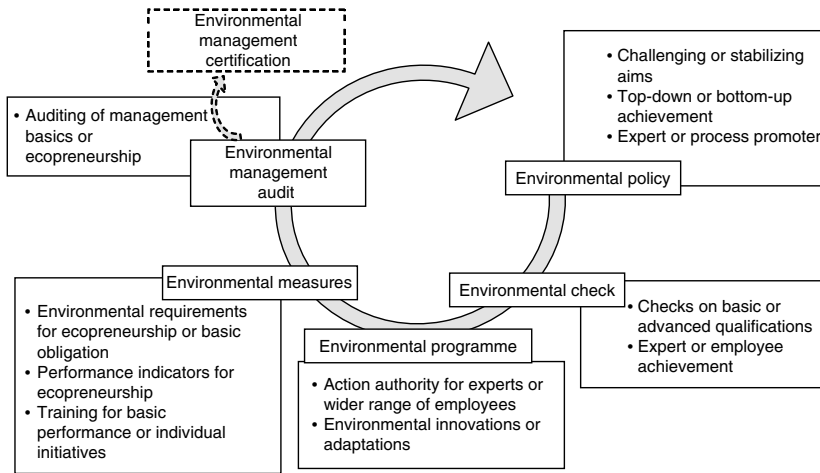 Environmental
management
certification
• Auditing of management
basics or
ecopreneurship
Environmental
management
audit
• Challenging or stabilizing
aims
• Top-down or bottom-up
achievement
• Expert or process promoter
Environmental policy
Environmental measures
• Environmental requirements
for ecopreneurship or basic
obligation
• Performance indicators for
ecopreneurship
• Training for basic
performance or individual
initiatives
Environmental programme
• Action authority for experts or
wider range of employees
• Environmental innovations or
adaptations
Environmental check
• Checks on basic or
advanced qualifications
• Expert or employee
achievement